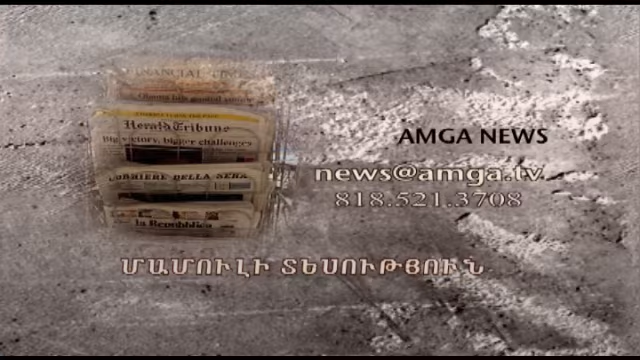 FINANCIAL
Herald Tribune
Big victory, bigger challenges
CORRIERE DELLA SERA
la Repubblica
AMGA NEWS
news@amga.tv
818.521.3708
ՄԱՄՈՒԼԻ ՏԵՍՈՒԹՅՈՒՆ